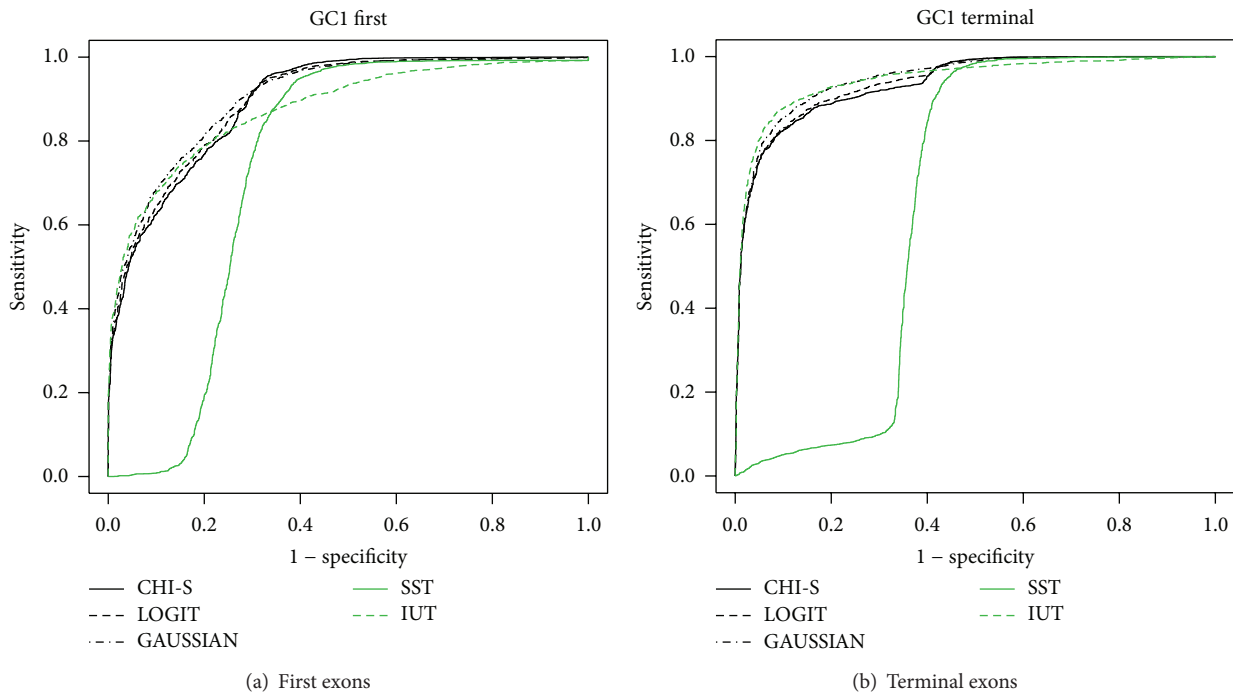 GC1 first
1.0
0.8
0.6
0.4
0.2
0.0
Sensitivity
0.0 0.2 0.4 0.6 0.8 1.0
1 − specificity
CHI-S
LOGIT
GAUSSIAN
SST
IUT
(a) First exons
GC1 terminal
1.0
0.8
0.6
0.4
0.2
0.0
Sensitivity
0.0 0.2 0.4 0.6 0.8 1.0
1 − specificity
CHI-S
LOGIT
GAUSSIAN
SST
IUT
(b) Terminal exons